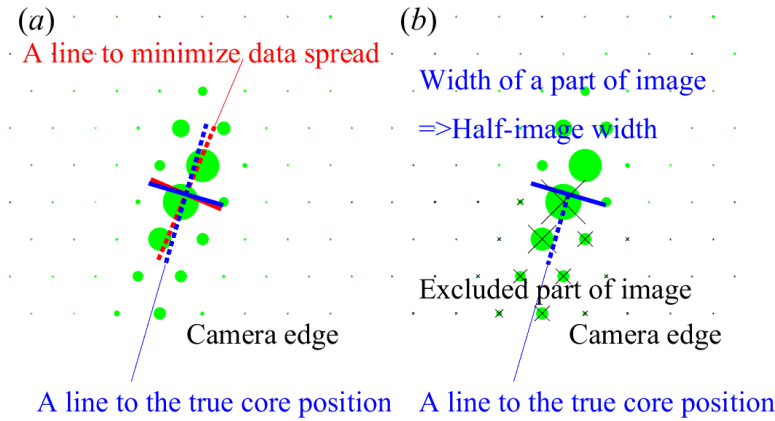 (a)
A line to minimize data spread
Camera edge
A line to the true core position
(b)
Width of a part of image
=>Half-image width
Excluded part of image
Camera edge
A line to the true core position